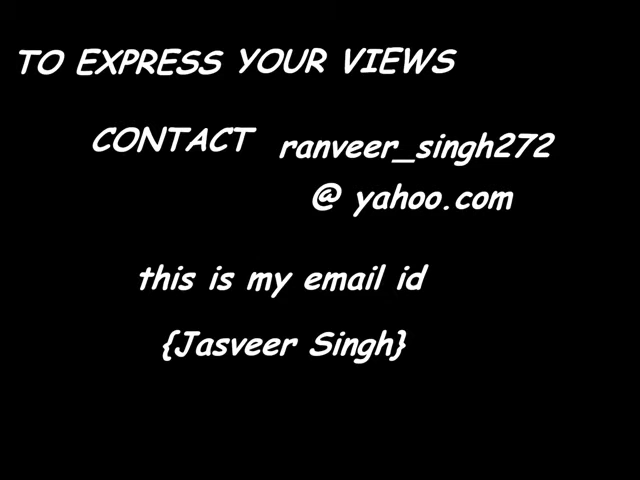 TO EXPRESS YOUR VIEWS
CONTACT ranveer_singh272
@ yahoo.com
this is my email id
{Jasveer Singh}